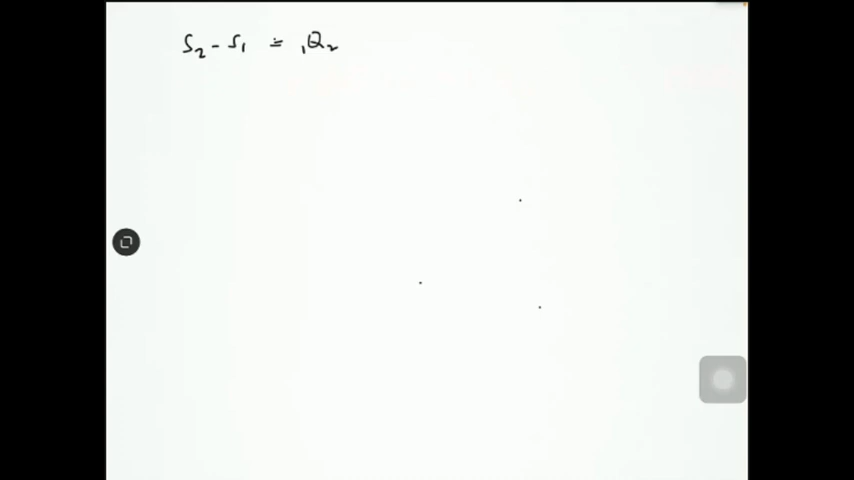 S₂ - S₁ = ₁Q₂